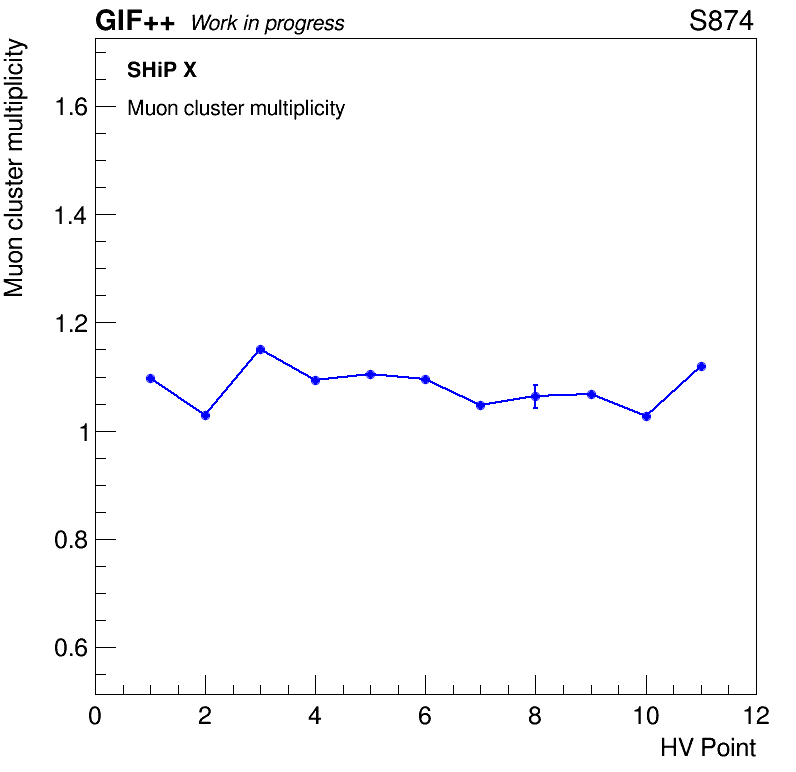 GIF++ Work in progress S874
SHiP X
Muon cluster multiplicity
Muon cluster multiplicity
1.6
1.4
1.2
1
0.8
0.6
0 2 4 6 8 10 12
HV Point